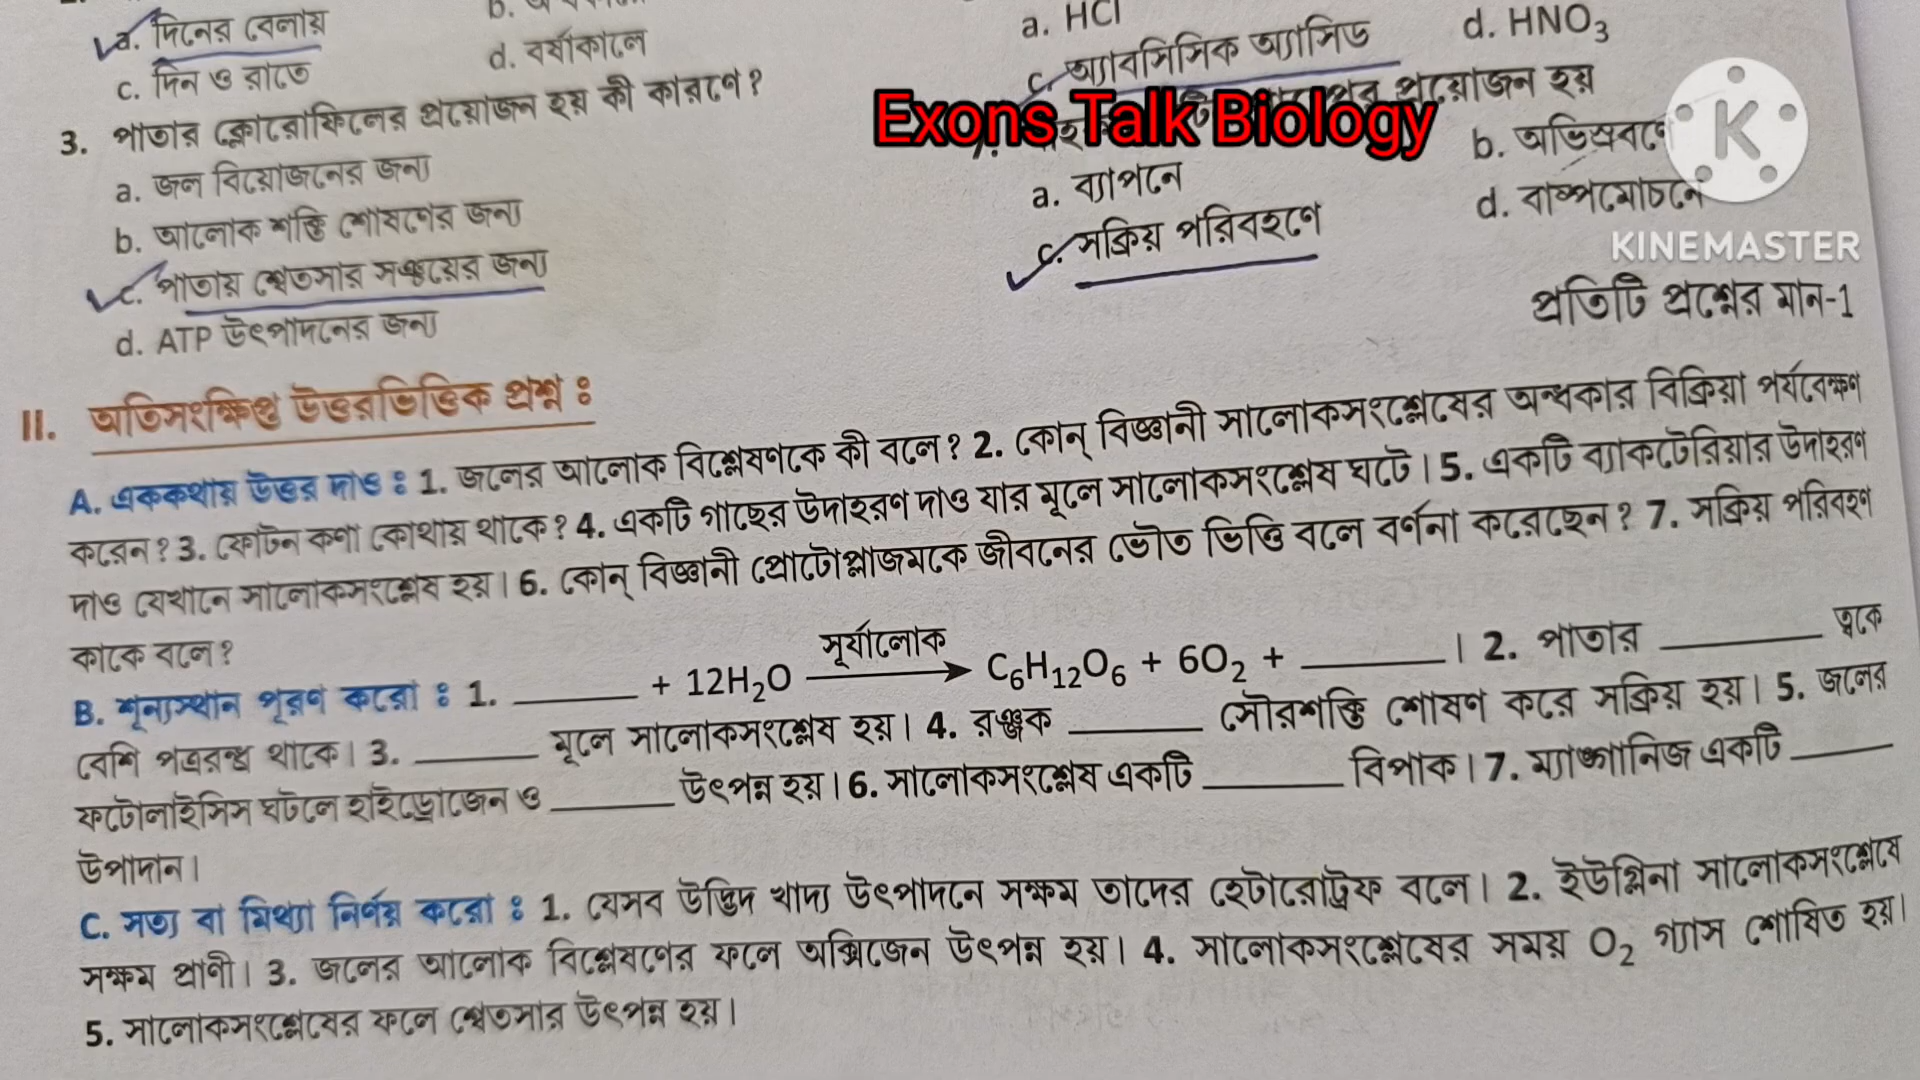 a. দিনের বেলায়
b.
c. দিন ও রাতে
d. বর্ষাকালে
3. পাতার ক্লোরোফিলের প্রয়োজন হয় কী কারণে?
a. জল বিয়োজনের জন্য
b. আলোক শক্তি শোষণের জন্য
c. পাতায় শ্বেতসার সঞ্চয়ের জন্য
d. ATP উৎপাদনের জন্য
a. HCl
d. HNO₃
c. অ্যাবসিসিক অ্যাসিড
প্রয়োজন হয়
Exons Talk Biology
a. ব্যাপনে
b. অভিস্রবণে
c. সক্রিয় পরিবহণে
d. বাষ্পমোচনে
K
KINEMASTER
প্রতিটি প্রশ্নের মান-1
II. অতিসংক্ষিপ্ত উত্তরভিত্তিক প্রশ্ন ঃ
A. এককথায় উত্তর দাও ঃ 1. জলের আলোক বিশ্লেষণকে কী বলে? 2. কোন্ বিজ্ঞানী সালোকসংশ্লেষের অন্ধকার বিক্রিয়া পর্যবেক্ষণ
করেন? 3. ফোটন কণা কোথায় থাকে? 4. একটি গাছের উদাহরণ দাও যার মূলে সালোকসংশ্লেষ ঘটে। 5. একটি ব্যাকটেরিয়ার উদাহরণ
দাও যেখানে সালোকসংশ্লেষ হয়। 6. কোন্ বিজ্ঞানী প্রোটোপ্লাজমকে জীবনের ভৌত ভিত্তি বলে বর্ণনা করেছেন? 7. সক্রিয় পরিবহণ
কাকে বলে?
B. শূন্যস্থান পূরণ করো ঃ 1. ______ + 12H₂O সূর্যালোক ⟶ C₆H₁₂O₆ + 6O₂ + ______ । 2. পাতার ______ ত্বকে
বেশি পত্ররন্ধ্র থাকে। 3. ______ মূলে সালোকসংশ্লেষ হয়। 4. রঞ্জক ______ সৌরশক্তি শোষণ করে সক্রিয় হয়। 5. জলের
ফটোলাইসিস ঘটলে হাইড্রোজেন ও ______ উৎপন্ন হয়। 6. সালোকসংশ্লেষ একটি ______ বিপাক। 7. ম্যাঙ্গানিজ একটি ______
উপাদান।
C. সত্য বা মিথ্যা নির্ণয় করো ঃ 1. যেসব উদ্ভিদ খাদ্য উৎপাদনে সক্ষম তাদের হেটারোট্রফ বলে। 2. ইউগ্লিনা সালোকসংশ্লেষে
সক্ষম প্রাণী। 3. জলের আলোক বিশ্লেষণের ফলে অক্সিজেন উৎপন্ন হয়। 4. সালোকসংশ্লেষের সময় O₂ গ্যাস শোষিত হয়।
5. সালোকসংশ্লেষের ফলে শ্বেতসার উৎপন্ন হয়।